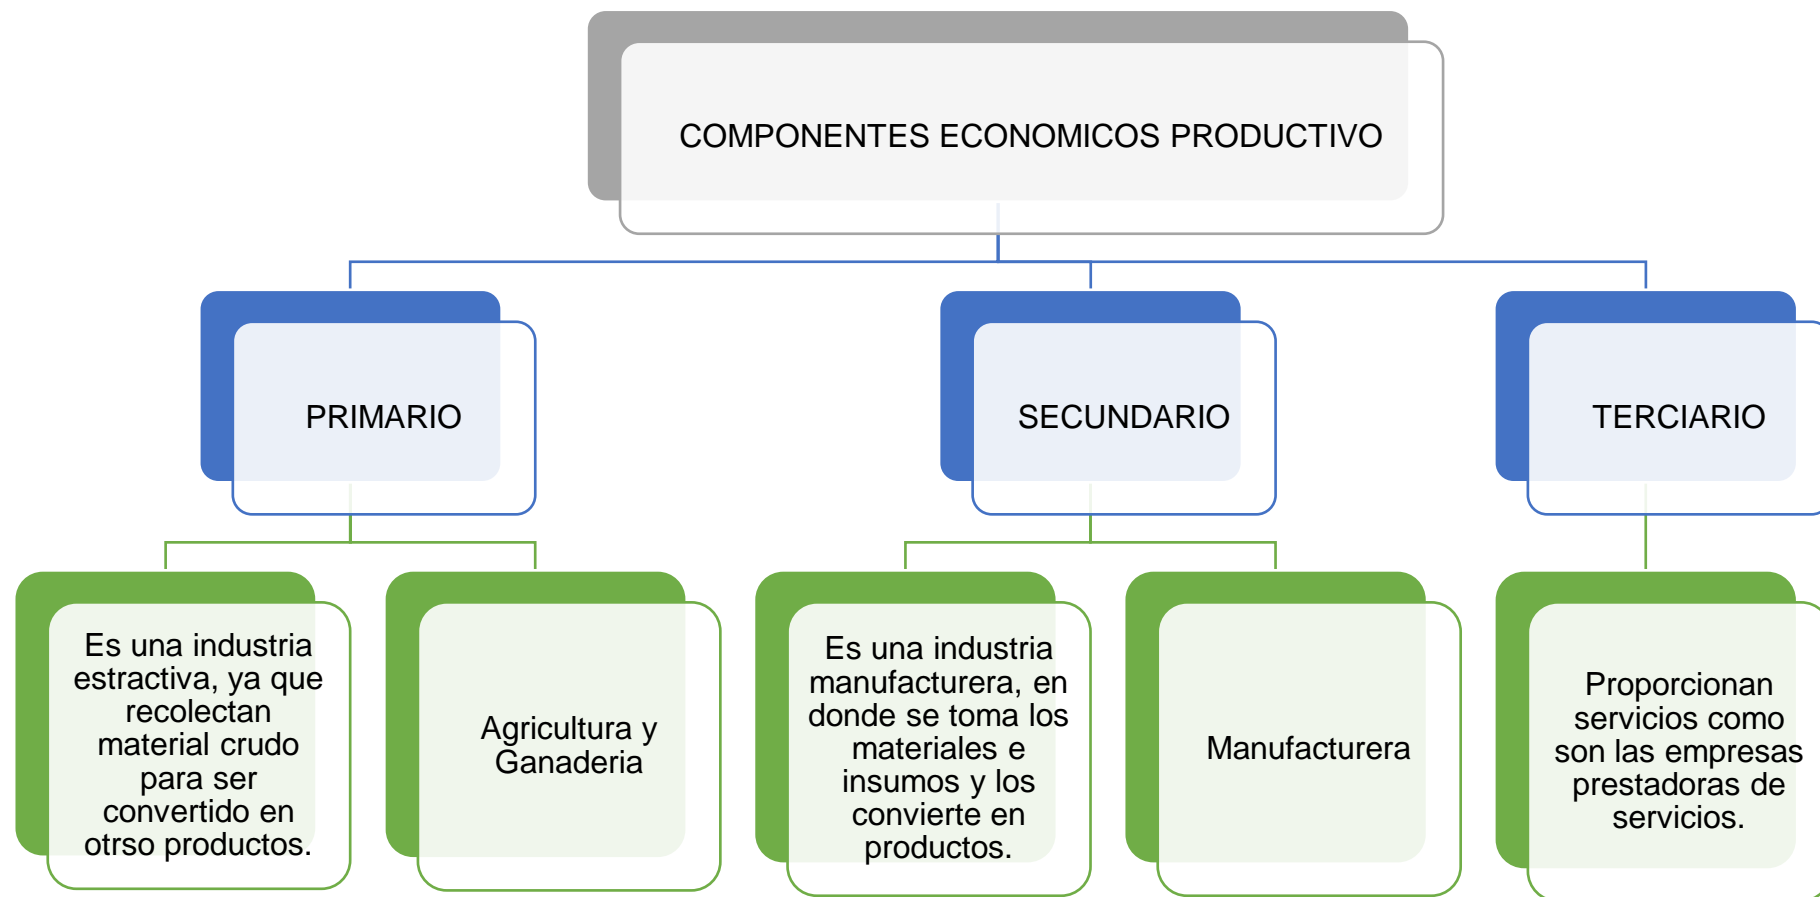 COMPONENTES ECONOMICOS PRODUCTIVO
PRIMARIO
SECUNDARIO
TERCIARIO
Es una industria
estractiva, ya que
recolectan
material crudo
para ser
convertido en
otrso productos.
Agricultura y
Ganaderia
Es una industria
manufacturera, en
donde se toma los
materiales e
insumos y los
convierte en
productos.
Manufacturera
Proporcionan
servicios como
son las empresas
prestadoras de
servicios.